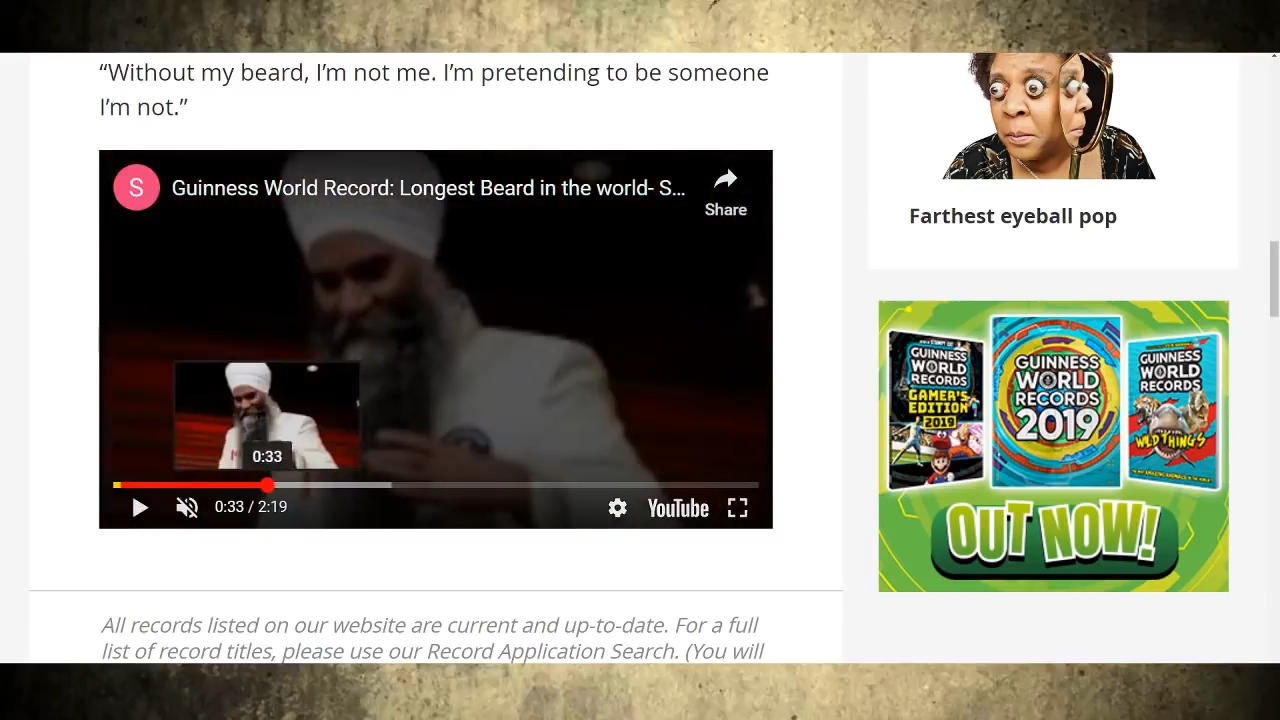 “Without my beard, I’m not me. I’m pretending to be someone
I’m not.”
S
Guinness World Record: Longest Beard in the world- S...
Share
0:33
0:33 / 2:19
YouTube
All records listed on our website are current and up-to-date. For a full
list of record titles, please use our Record Application Search. (You will
Farthest eyeball pop
GUINNESS
WORLD
RECORDS
GAMER'S
EDITION
2019
GUINNESS
WORLD
RECORDS
2019
GUINNESS
WORLD
RECORDS
WILD THINGS
OUT NOW!